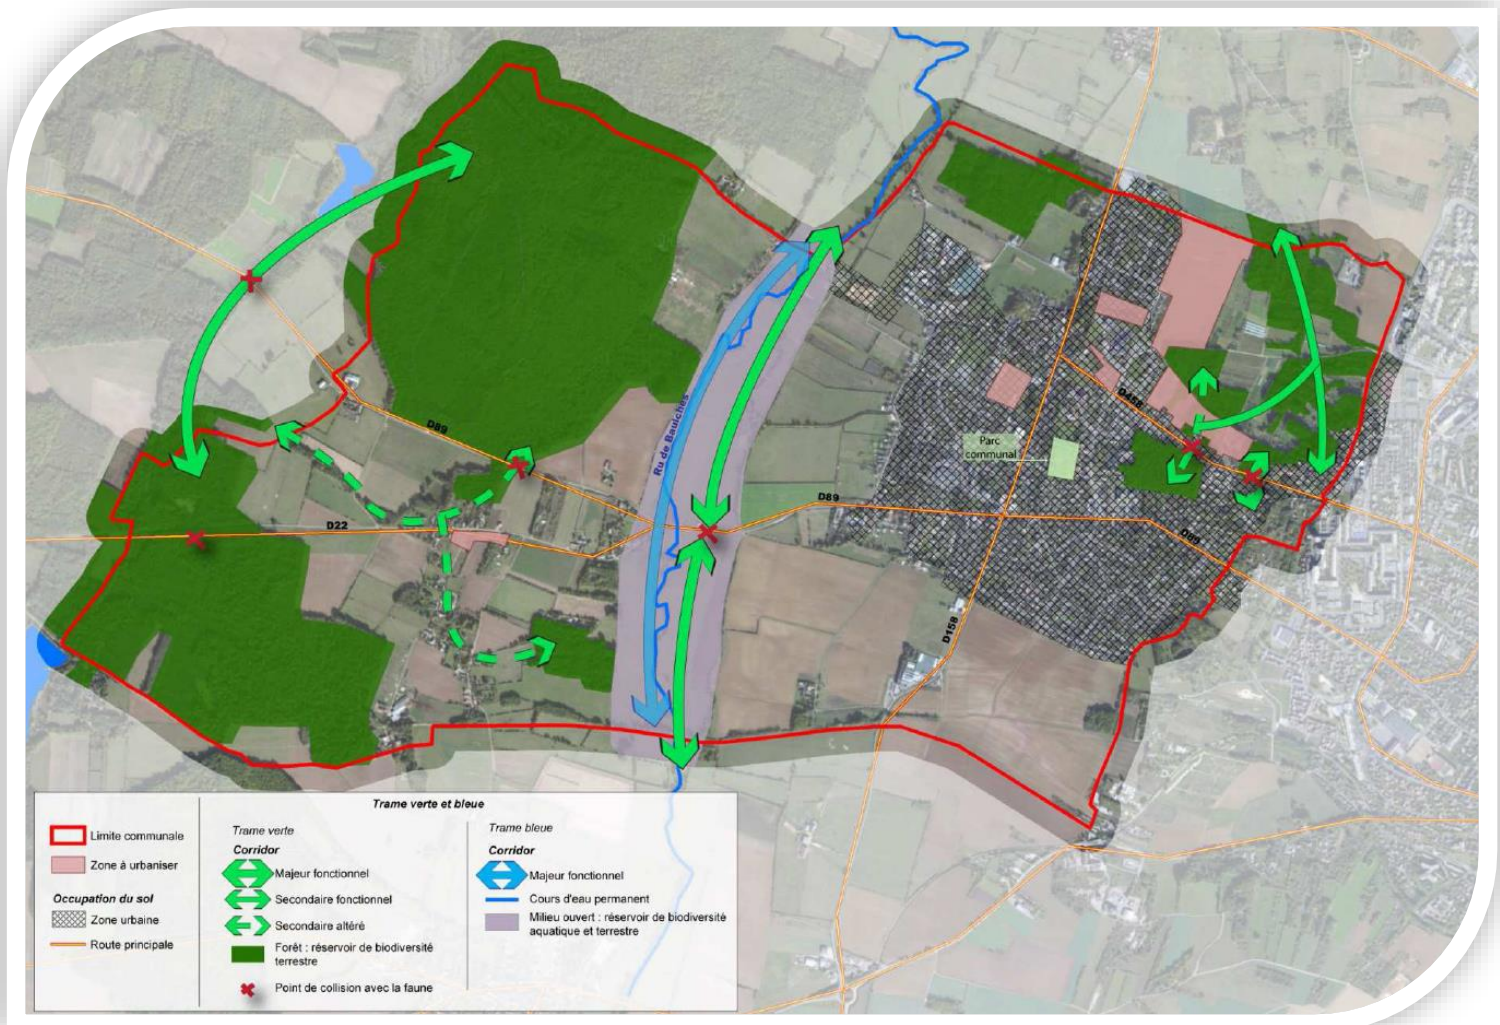 D89
D22
Ru de Baulches
D89
D158
D458
D89
Parc
communal
Limite communale
Zone à urbaniser
Occupation du sol
Zone urbaine
Route principale
Trame verte et bleue
Trame verte
Corridor
Majeur fonctionnel
Secondaire fonctionnel
Secondaire altéré
Forêt : réservoir de biodiversité
terrestre
Point de collision avec la faune
Trame bleue
Corridor
Majeur fonctionnel
Cours d'eau permanent
Milieu ouvert : réservoir de biodiversité
aquatique et terrestre